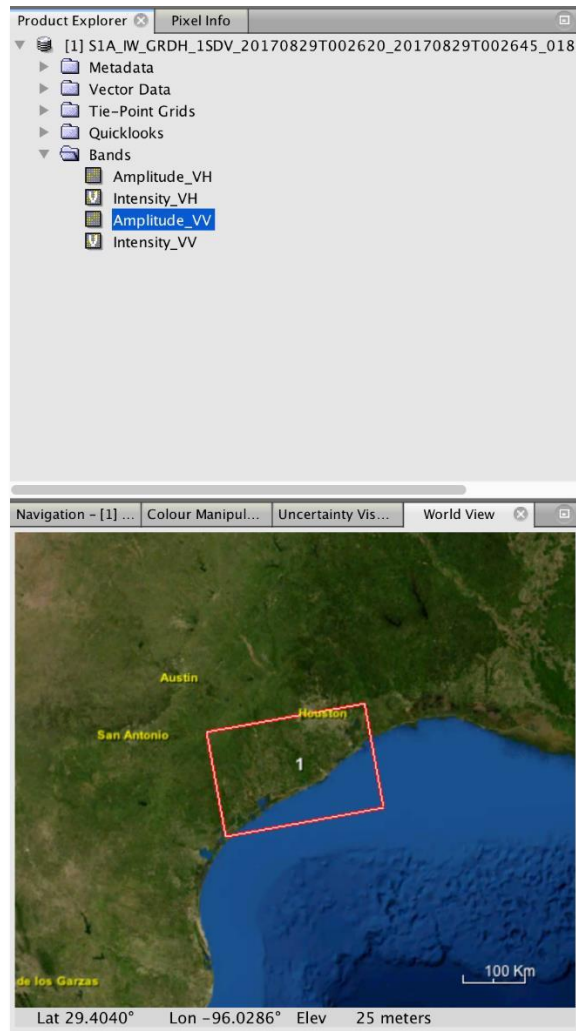 Product Explorer Pixel Info
[1] S1A_IW_GRDH_1SDV_20170829T002620_20170829T002645_018
Metadata
Vector Data
Tie-Point Grids
Quicklooks
Bands
Amplitude_VH
Intensity_VH
Amplitude_VV
Intensity_VV
Navigation - [1] ... Colour Manipul... Uncertainty Vis... World View
Austin
Houston
San Antonio
1
de los Garzas
100 Km
Lat 29.4040° Lon -96.0286° Elev 25 meters